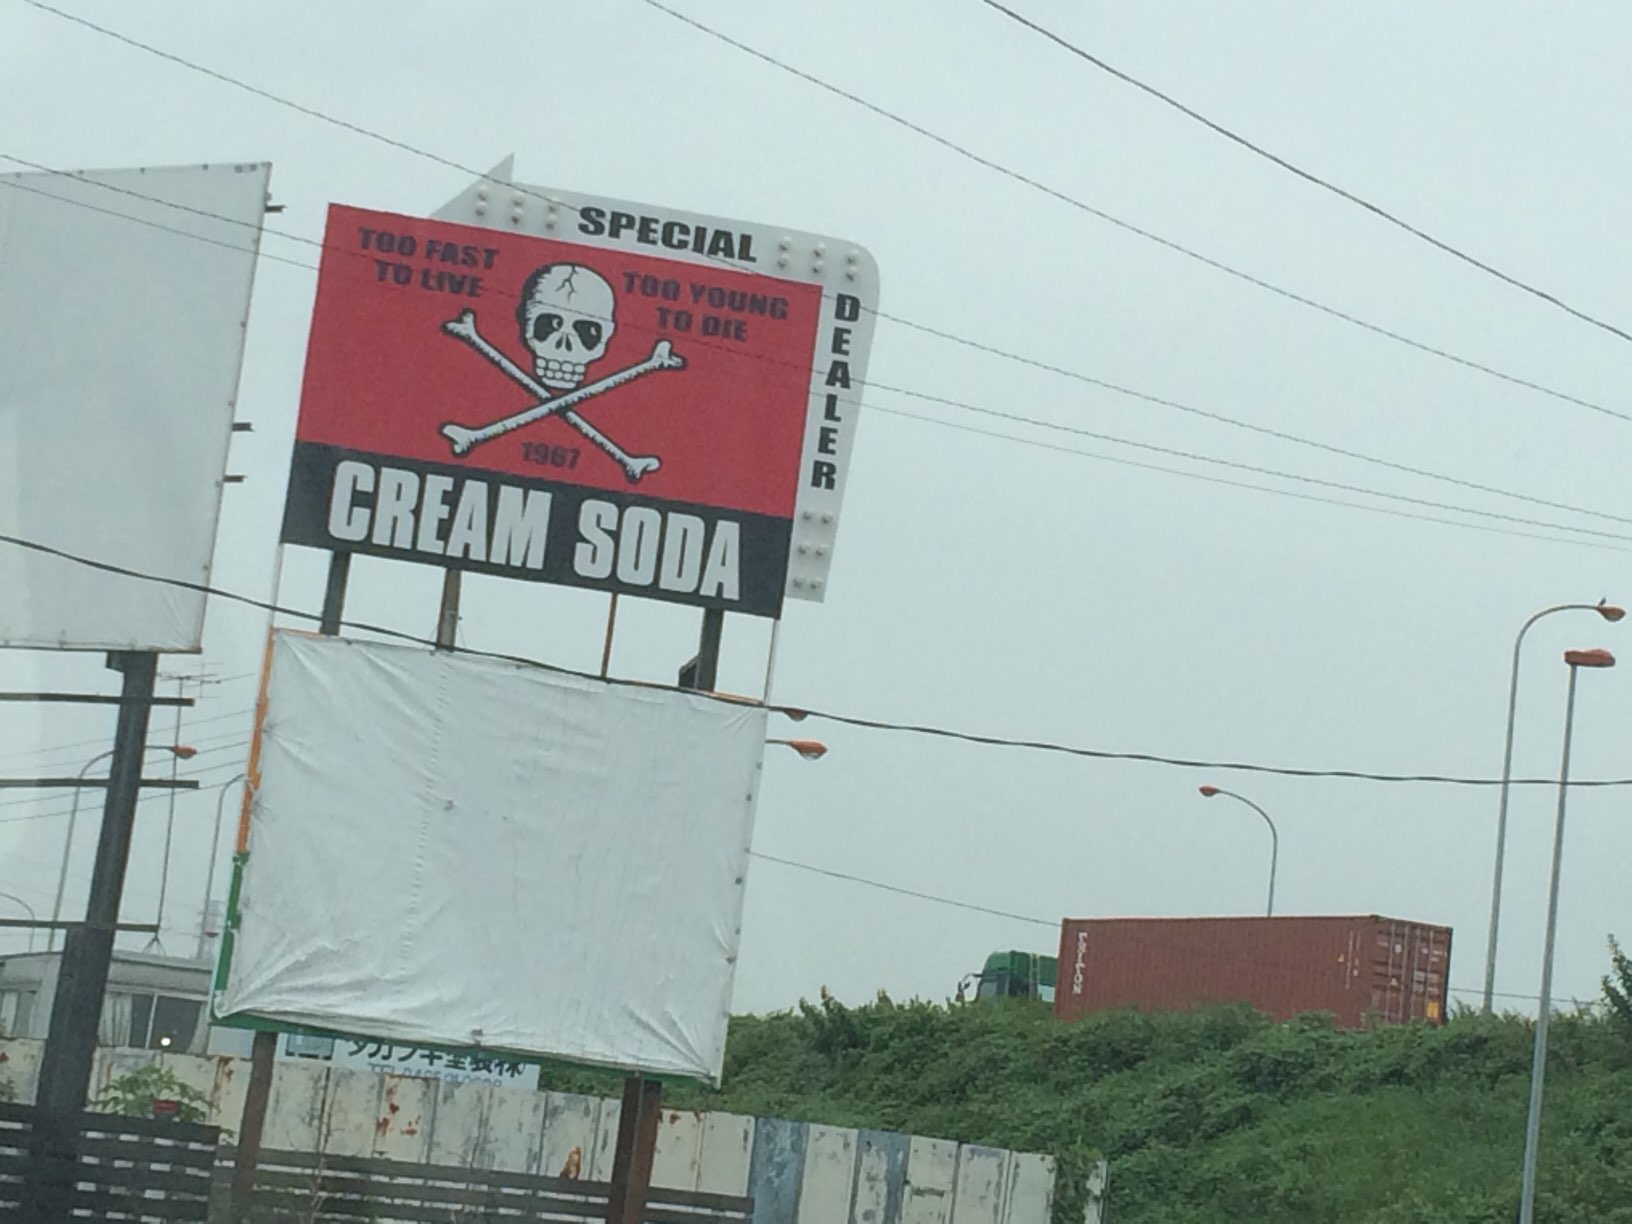 SPECIAL
DEALER
TOO FAST
TO LIVE
TOO YOUNG
TO DIE
1967
CREAM SODA